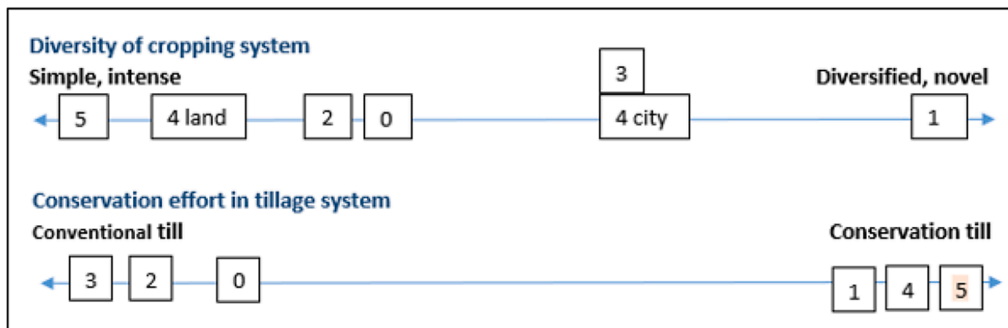 Diversity of cropping system
Simple, intense
3
Diversified, novel
5 4 land 2 0 4 city 1
Conservation effort in tillage system
Conventional till Conservation till
3 2 0 1 4 5